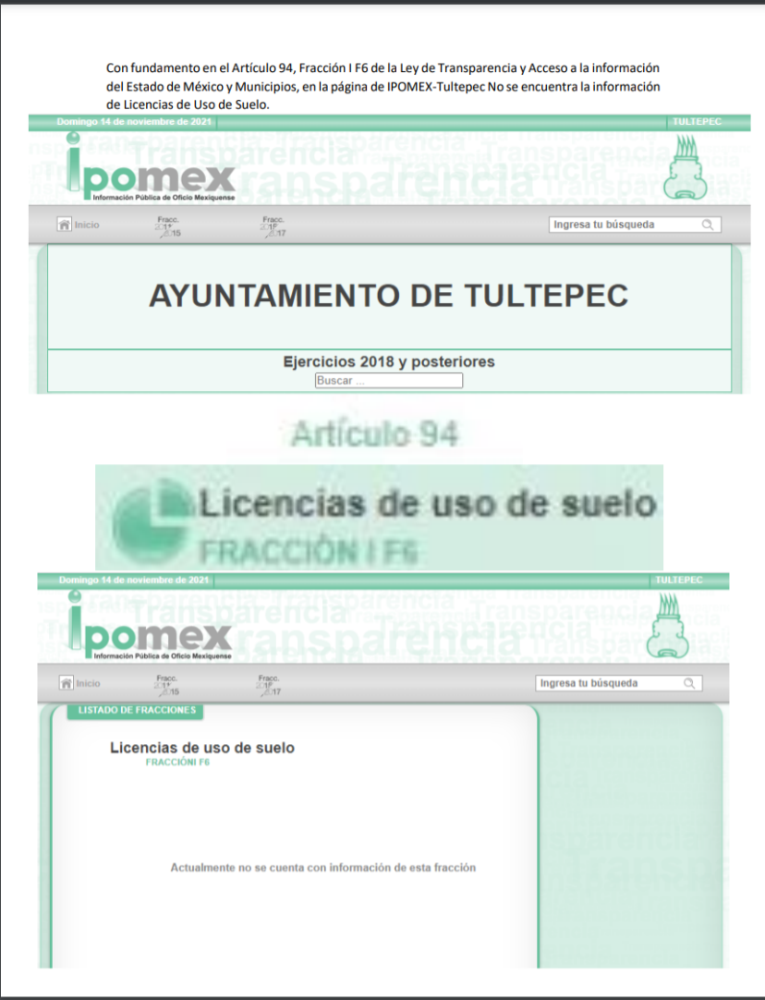 Con fundamento en el Artículo 94, Fracción I F6 de la Ley de Transparencia y Acceso a la información
del Estado de México y Municipios, en la página de IPOMEX-Tultepec No se encuentra la información
de Licencias de Uso de Suelo.
Domingo 14 de noviembre de 2021 TULTEPEC
ipomex
Información Pública de Oficio Mexiquense
Inicio Fracc. 15 Fracc. 17 Ingresa tu búsqueda
AYUNTAMIENTO DE TULTEPEC
Ejercicios 2018 y posteriores
Buscar ...
Artículo 94
Licencias de uso de suelo
FRACCIÓN I F6
Domingo 14 de noviembre de 2021 TULTEPEC
ipomex
Información Pública de Oficio Mexiquense
Inicio Fracc. 15 Fracc. 17 Ingresa tu búsqueda
LISTADO DE FRACCIONES
Licencias de uso de suelo
FRACCIÓNI F6
Actualmente no se cuenta con información de esta fracción